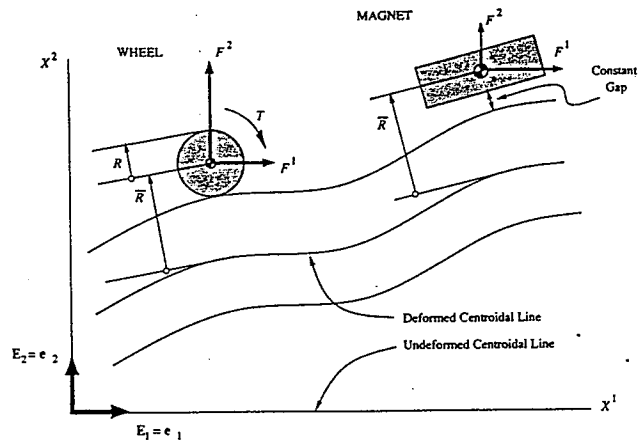 MAGNET
WHEEL
F²
F¹
Constant
Gap
X²
F²
T
R
R̅
F¹
R̅
Deformed Centroidal Line
Undeformed Centroidal Line
E₂ = e₂
X¹
E₁ = e₁